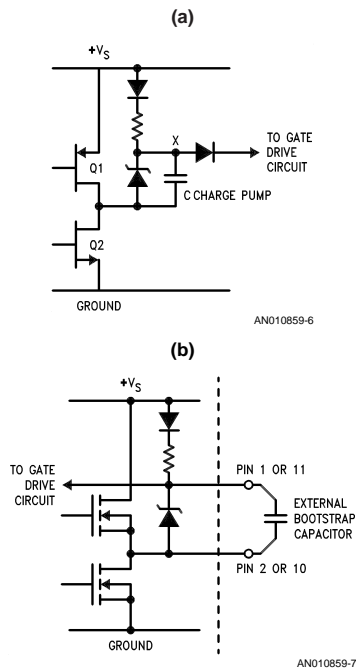 (a)
+VS
Q1
Q2
X
TO GATE
DRIVE
CIRCUIT
C CHARGE PUMP
GROUND
AN010859-6
(b)
+VS
TO GATE
DRIVE
CIRCUIT
PIN 1 OR 11
EXTERNAL
BOOTSTRAP
CAPACITOR
PIN 2 OR 10
GROUND
AN010859-7